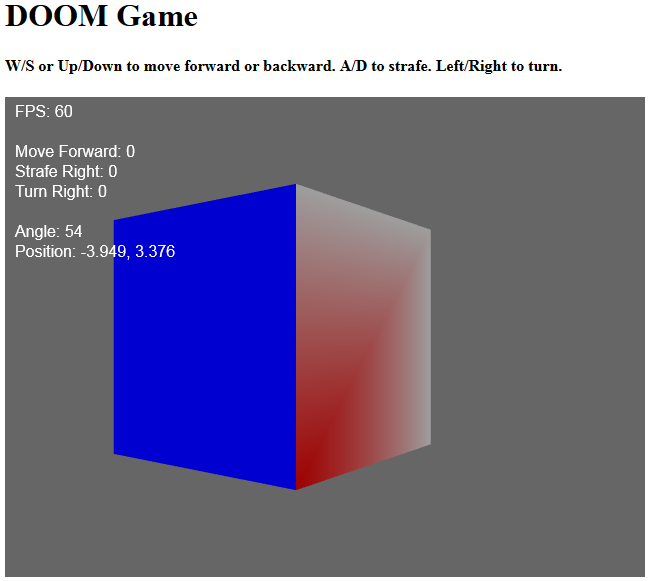 DOOM Game
W/S or Up/Down to move forward or backward. A/D to strafe. Left/Right to turn.
FPS: 60
Move Forward: 0
Strafe Right: 0
Turn Right: 0
Angle: 54
Position: -3.949, 3.376